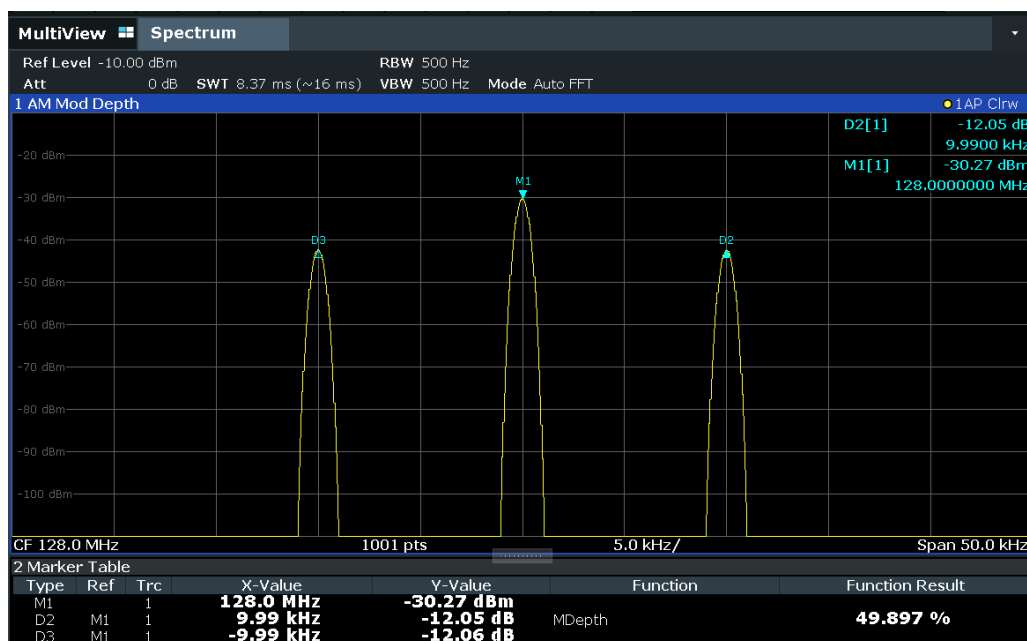 MultiView Spectrum
Ref Level -10.00 dBm RBW 500 Hz
Att 0 dB SWT 8.37 ms (~16 ms) VBW 500 Hz Mode Auto FFT
1 AM Mod Depth 1AP Clrw
D2[1] -12.05 dB
9.9900 kHz
-20 dBm
M1[1] -30.27 dBm
M1
128.0000000 MHz
-30 dBm
-40 dBm
D3 D2
-50 dBm
-60 dBm
-70 dBm
-80 dBm
-90 dBm
-100 dBm
CF 128.0 MHz 1001 pts 5.0 kHz/ Span 50.0 kHz
2 Marker Table
Type Ref Trc X-Value Y-Value Function Function Result
M1 1 128.0 MHz -30.27 dBm
D2 M1 1 9.99 kHz -12.05 dB MDepth 49.897 %
D3 M1 1 -9.99 kHz -12.06 dB